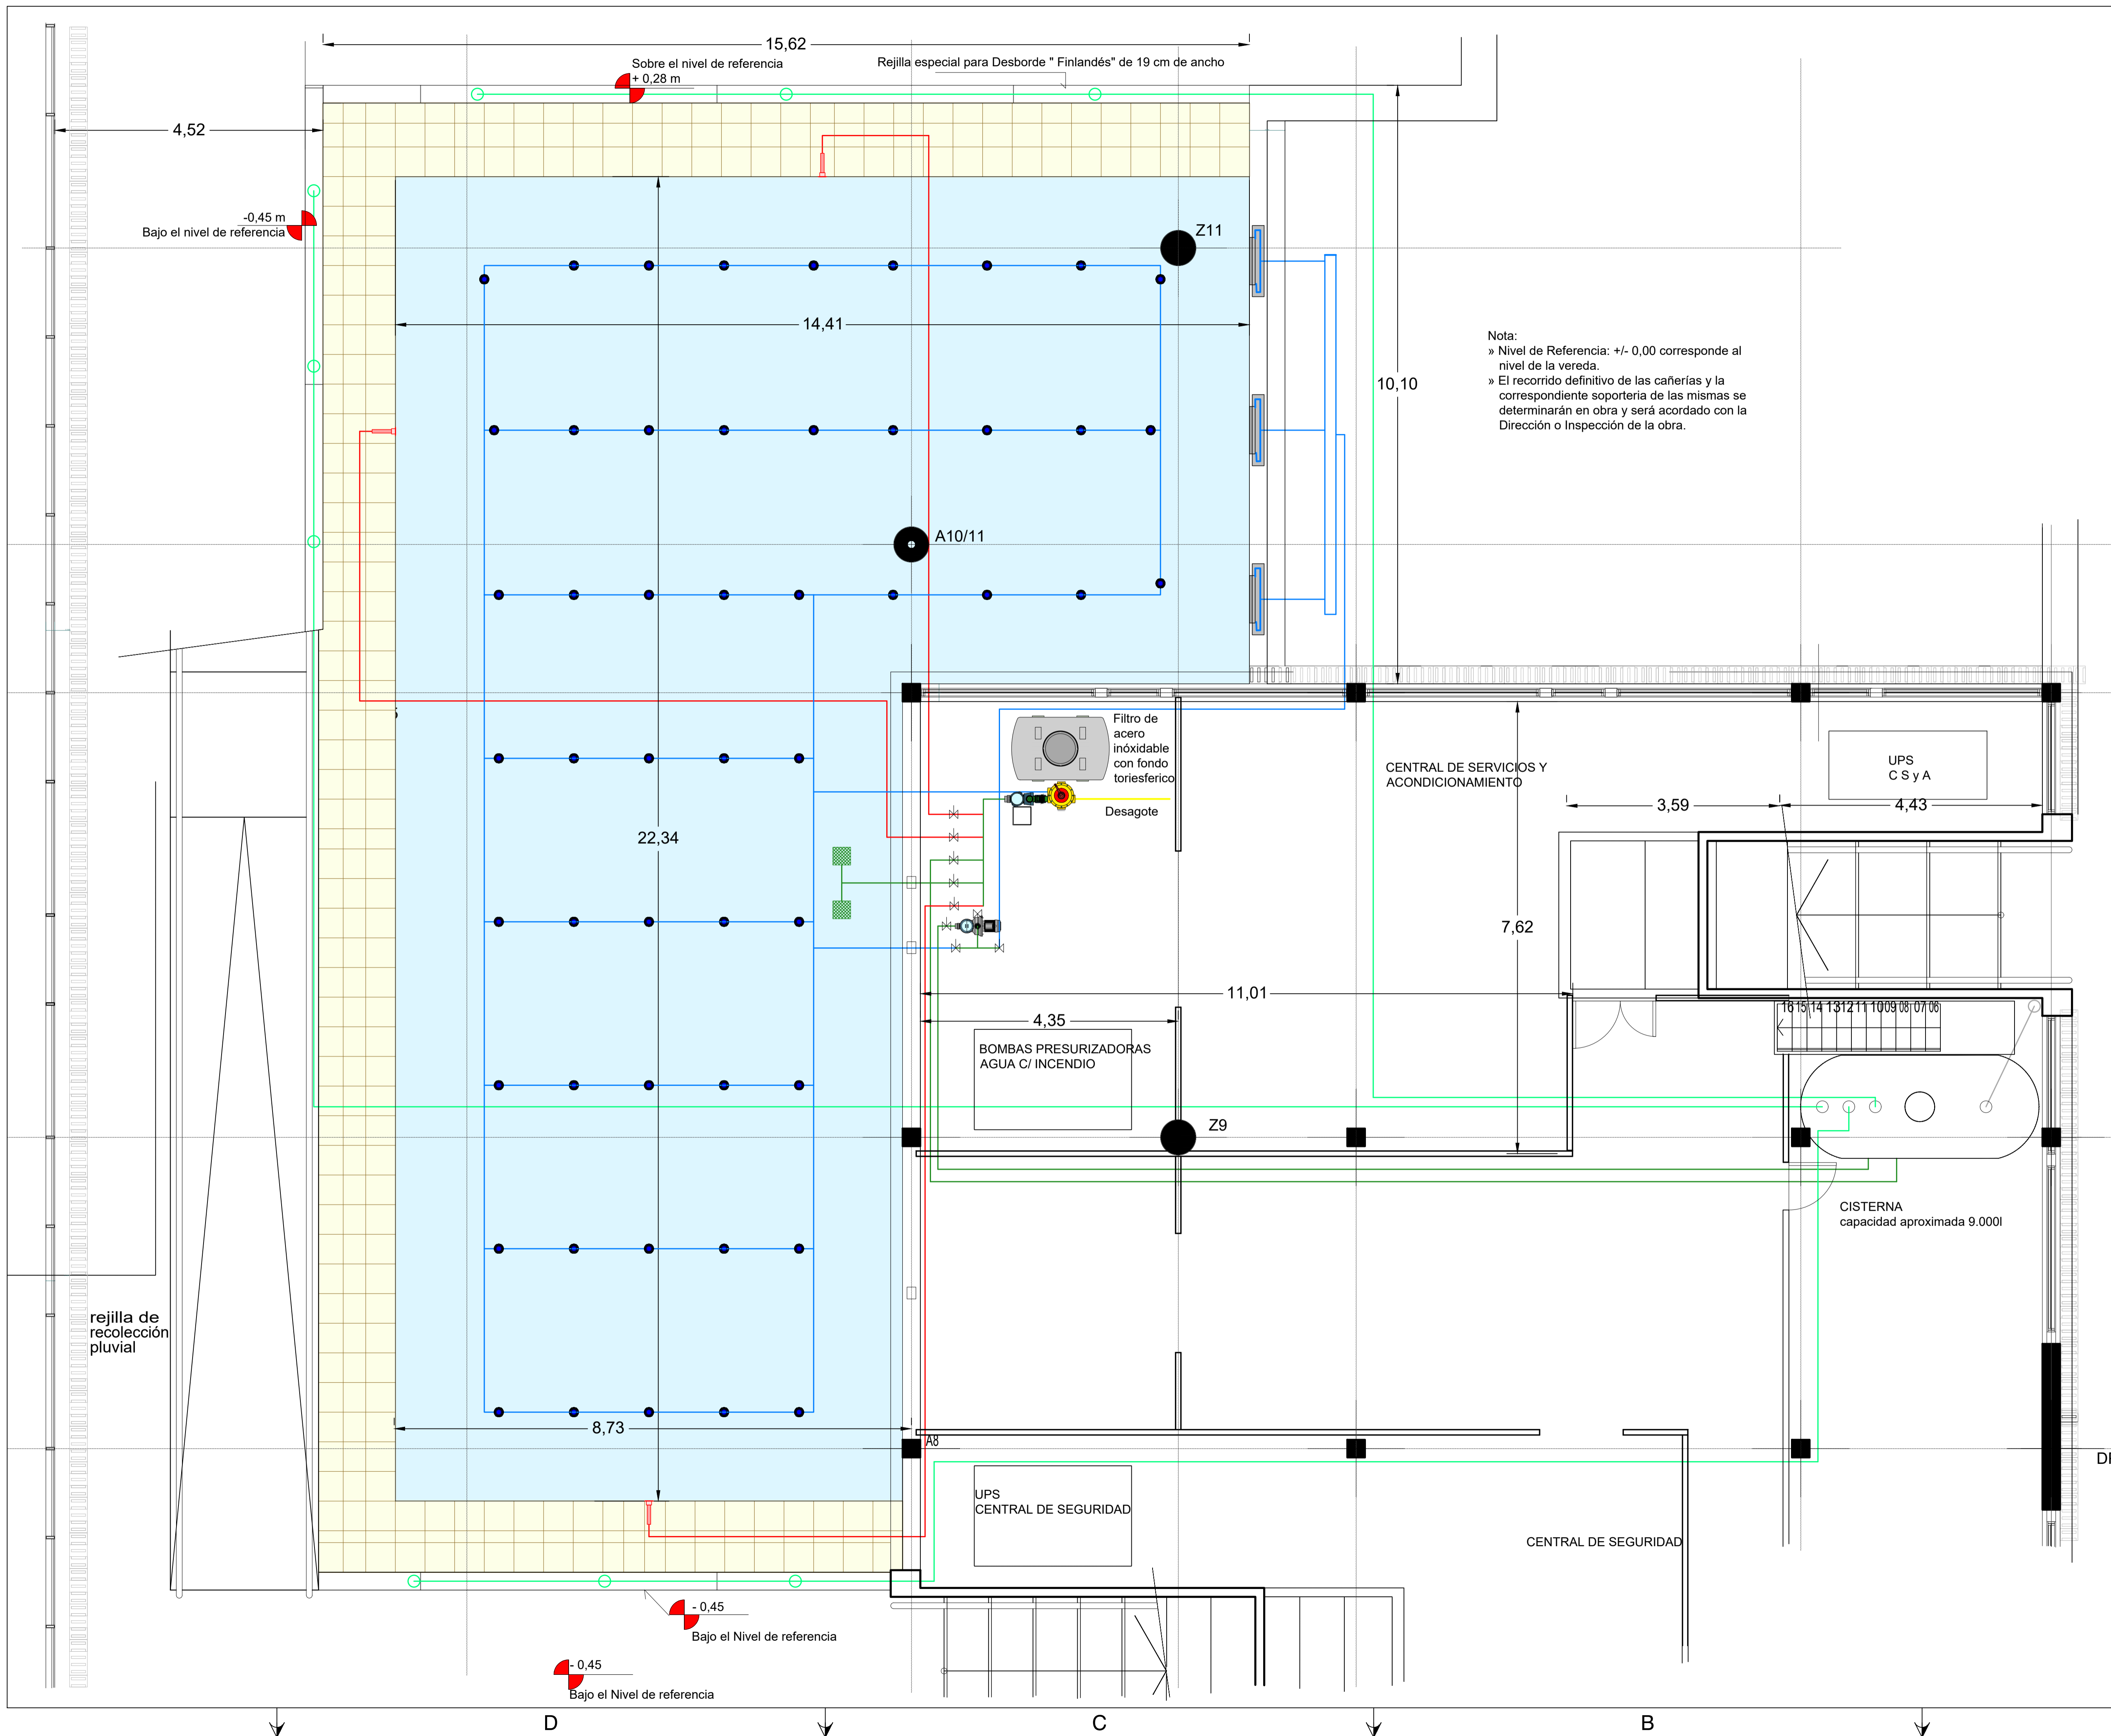 15,62
Sobre el nivel de referencia
+ 0,28 m
Rejilla especial para Desborde " Finlandés" de 19 cm de ancho
4,52
-0,45 m
Bajo el nivel de referencia
Z11
14,41
10,10
Nota:
» Nivel de Referencia: +/- 0,00 corresponde al
nivel de la vereda.
» El recorrido definitivo de las cañerías y la
correspondiente soporteria de las mismas se
determinarán en obra y será acordado con la
Dirección o Inspección de la obra.
A10/11
Filtro de
acero
inóxidable
con fondo
toriesferico
Desagote
CENTRAL DE SERVICIOS Y
ACONDICIONAMIENTO
UPS
C S y A
3,59
4,43
22,34
7,62
11,01
4,35
BOMBAS PRESURIZADORAS
AGUA C/ INCENDIO
16 15 14 13 12 11 10 09 08 07 06
Z9
CISTERNA
capacidad aproximada 9.000l
rejilla de
recolección
pluvial
8,73
A8
UPS
CENTRAL DE SEGURIDAD
CENTRAL DE SEGURIDAD
- 0,45
Bajo el Nivel de referencia
- 0,45
Bajo el Nivel de referencia
D
C
B